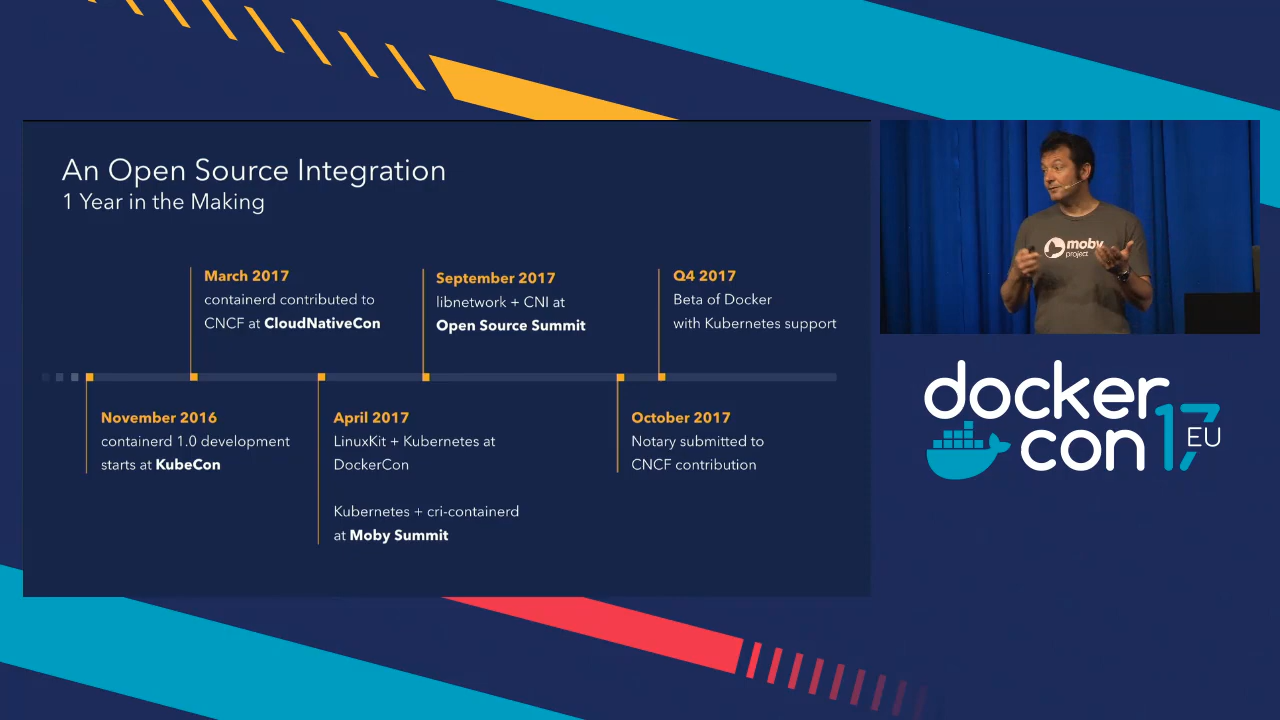 An Open Source Integration
1 Year in the Making
March 2017
containerd contributed to
CNCF at CloudNativeCon
September 2017
libnetwork + CNI at
Open Source Summit
Q4 2017
Beta of Docker
with Kubernetes support
November 2016
containerd 1.0 development
starts at KubeCon
April 2017
LinuxKit + Kubernetes at
DockerCon
Kubernetes + cri-containerd
at Moby Summit
October 2017
Notary submitted to
CNCF contribution
moby
project
docker
con 17 EU